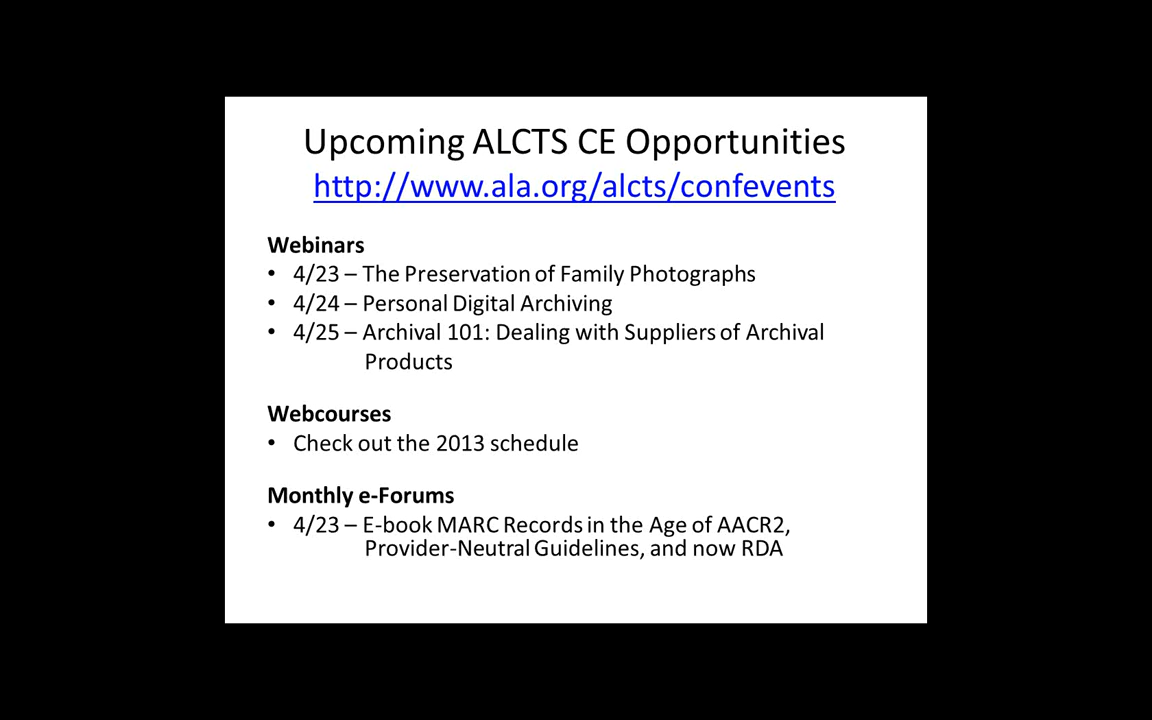 Upcoming ALCTS CE Opportunities
http://www.ala.org/alcts/confevents
Webinars
• 4/23 – The Preservation of Family Photographs
• 4/24 – Personal Digital Archiving
• 4/25 – Archival 101: Dealing with Suppliers of Archival
Products
Webcourses
• Check out the 2013 schedule
Monthly e-Forums
• 4/23 – E-book MARC Records in the Age of AACR2,
Provider-Neutral Guidelines, and now RDA